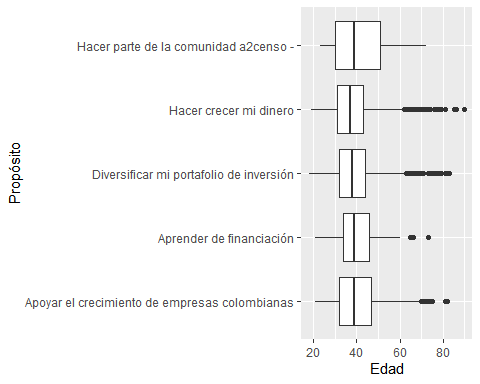 Hacer parte de la comunidad a2censo -
Hacer crecer mi dinero
Diversificar mi portafolio de inversión
Aprender de financiación
Apoyar el crecimiento de empresas colombianas
Propósito
20 40 60 80
Edad